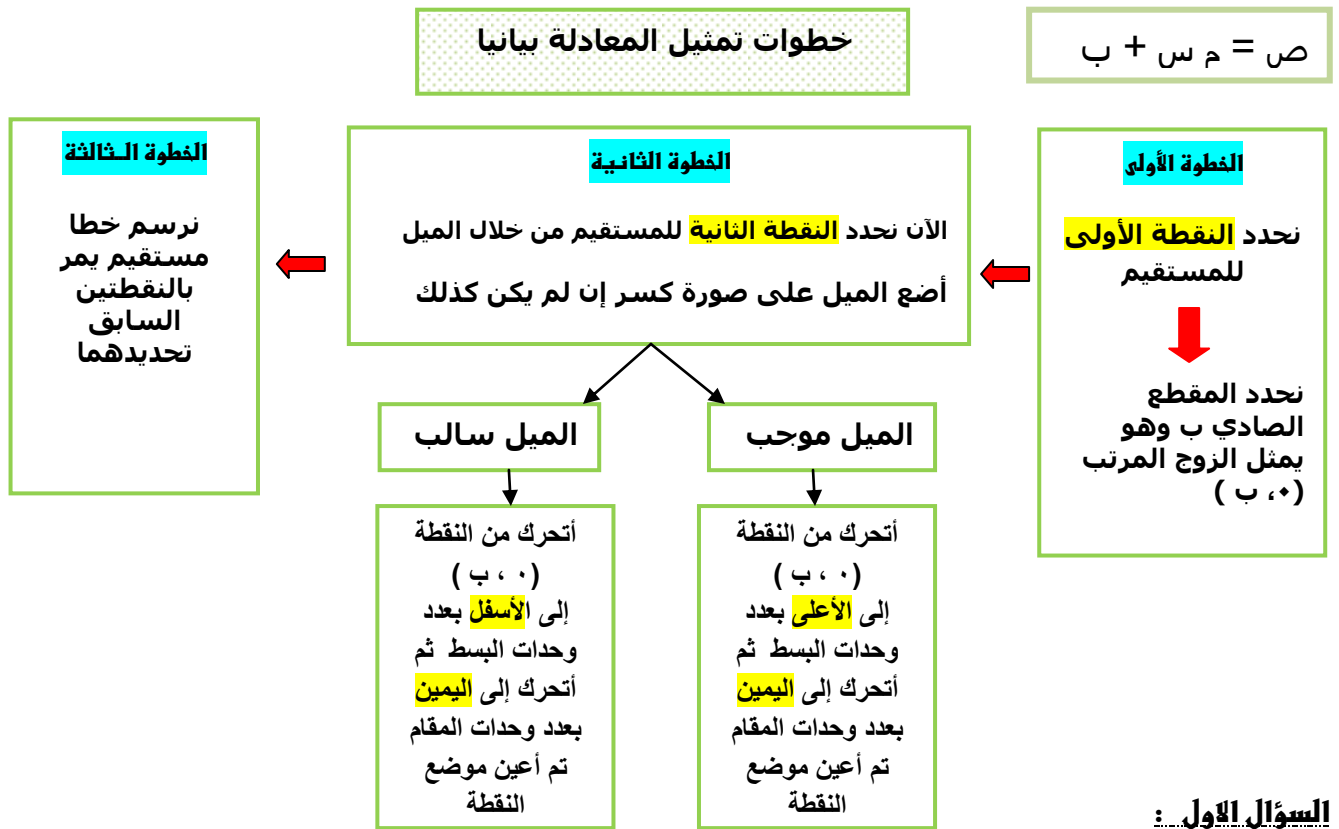 ص = م س + ب
خطوات تمثيل المعادلة بيانيا
الخطوة الأولى
نحدد النقطة الأولى
للمستقيم
نحدد المقطع
الصادي ب وهو
يمثل الزوج المرتب
(٠، ب )
الخطوة الثانية
الآن نحدد النقطة الثانية للمستقيم من خلال الميل
أضع الميل على صورة كسر إن لم يكن كذلك
الميل موجب
أتحرك من النقطة
(٠ ، ب )
إلى الأعلى بعدد
وحدات البسط ثم
أتحرك إلى اليمين
بعدد وحدات المقام
تم أعين موضع
النقطة
الميل سالب
أتحرك من النقطة
(٠ ، ب )
إلى الأسفل بعدد
وحدات البسط ثم
أتحرك إلى اليمين
بعدد وحدات المقام
تم أعين موضع
النقطة
الخطوة الـثالثة
نرسم خطا
مستقيم يمر
بالنقطتين
السابق
تحديدهما
السؤال الاول :